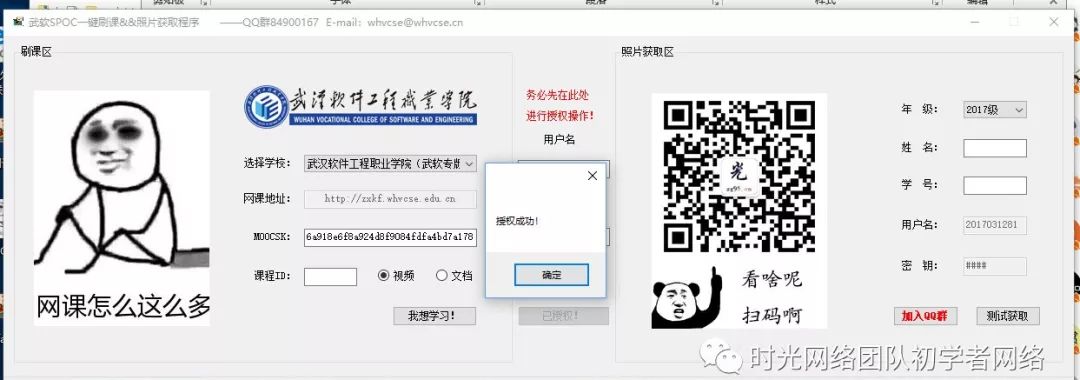 武软SPOC一键刷课&&照片获取程序 ——QQ群84900167 E-mail: whvcse@whvcse.cn
刷课区
武汉软件工程职业学院
WUHAN VOCATIONAL COLLEGE OF SOFTWARE AND ENGINEERING
选择学校: 武汉软件工程职业学院（武软专版
网课地址: http://zxkf.whvcse.edu.cn
MOOCSK: 6a918e6f8a924d8f9084fdfa4bd7a178
课程ID: 视频 文档
我想学习!
网课怎么这么多
务必先在此处
进行授权操作!
用户名
授权成功!
确定
已授权!
照片获取区
光
看啥呢
扫码啊
年 级: 2017级
姓 名:
学 号:
用户名: 2017031281
密 钥: ####
加入QQ群 测试获取
时光网络团队初学者网络